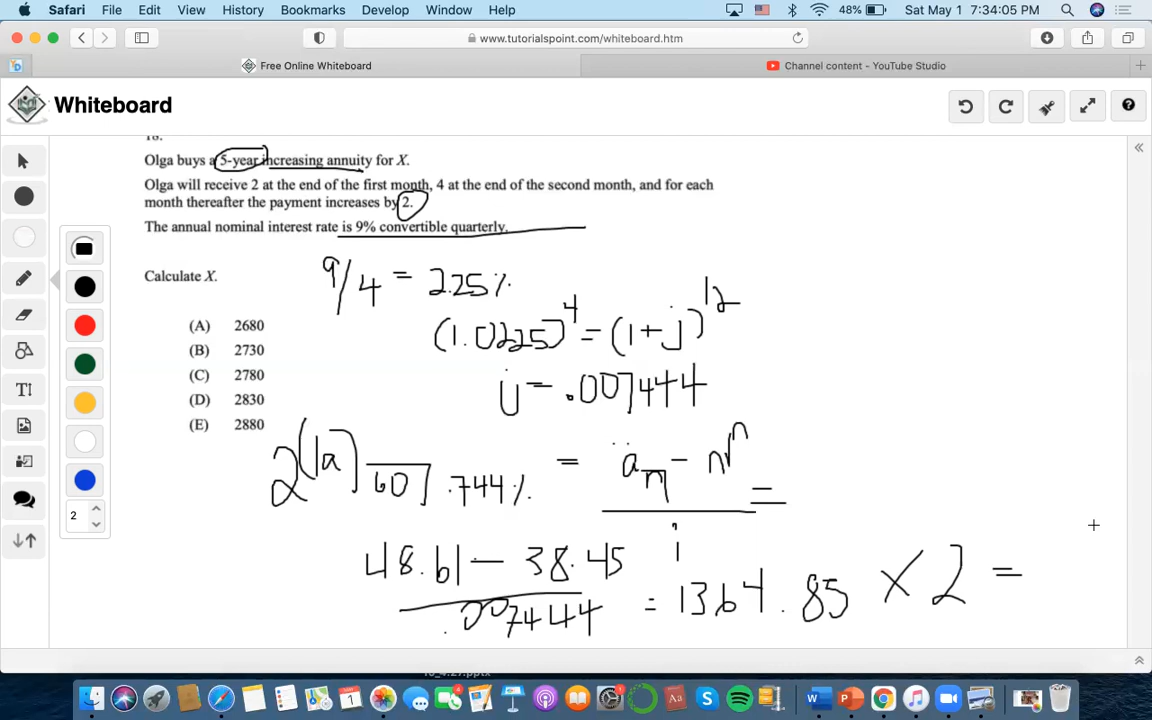 Safari File Edit View History Bookmarks Develop Window Help 48% Sat May 1 7:34:05 PM
www.tutorialspoint.com/whiteboard.htm
Free Online Whiteboard Channel content - YouTube Studio
Whiteboard
Olga buys a 5-year increasing annuity for X.
Olga will receive 2 at the end of the first month, 4 at the end of the second month, and for each
month thereafter the payment increases by 2.
The annual nominal interest rate is 9% convertible quarterly.
Calculate X.
9/4 = 2.25%
(1.0225)^4 = (1+j)^12
j = .007444
(A) 2680
(B) 2730
(C) 2780
(D) 2830
(E) 2880
2(Ia) 60 .744% = ä n - nv^n =
i
48.61 - 38.45
.007444 = 1364.85 × 2 =
T
2